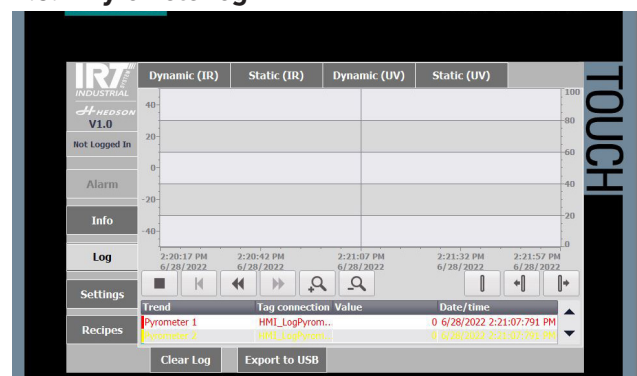 IRT
SYSTEM
INDUSTRIAL
HEDSON
V1.0
Not Logged In
Alarm
Info
Log
Settings
Recipes
Dynamic (IR) Static (IR) Dynamic (UV) Static (UV)
40
20
0
-20
-40
100
80
60
40
20
0
2:20:17 PM 2:20:42 PM 2:21:07 PM 2:21:32 PM 2:21:57 PM
6/28/2022 6/28/2022 6/28/2022 6/28/2022 6/28/2022
Trend Tag connection Value Date/time
Pyrometer 1 HMI_LogPyrom... 0 6/28/2022 2:21:07:791 PM
Clear Log Export to USB
TOUCH